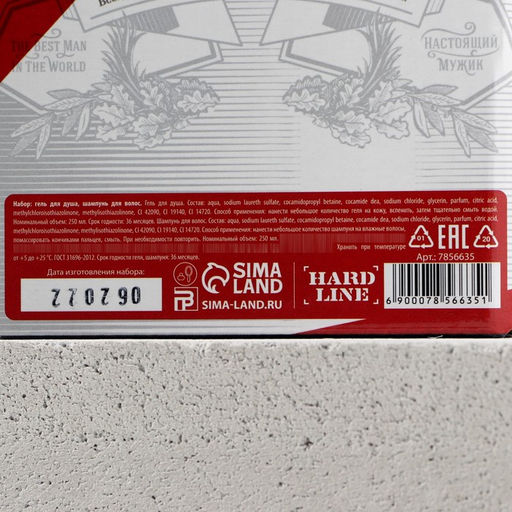 THE BEST MAN
IN THE WORLD
НАСТОЯЩИЙ
МУЖИК
Набор: гель для душа, шампунь для волос. Гель для душа. Состав: aqua, sodium laureth sulfate, cocamidopropyl betaine, cocamide dea, sodium chloride, glycerin, parfum, citric acid,
methylchloroisothiazolinone, methylisothiazolinone, CI 42090, CI 19140, CI 14720. Способ применения: нанести небольшое количество геля на кожу, вспенить, затем тщательно смыть водой.
Номинальный объем: 250 мл. Срок годности: 36 месяцев. Шампунь для волос. Состав: aqua, sodium laureth sulfate, cocamidopropyl betaine, cocamide dea, sodium chloride, glycerin, parfum, citric acid,
methylchloroisothiazolinone, methylisothiazolinone, CI 42090, CI 19140, CI 14720. Способ применения: нанести небольшое количество шампуня на влажные волосы,
помассировать кончиками пальцев, смыть. При необходимости повторить. Номинальный объем: 250 мл. Хранить при температуре
от +5 до +25 °C. ГОСТ 31696-2012. Срок годности геля, шампуня: 36 месяцев.
Дата изготовления набора:
SIMA
LAND
SIMA-LAND.RU
HARD
LINE
01
EAC
20
Арт.: 7856635
6 900078 566351